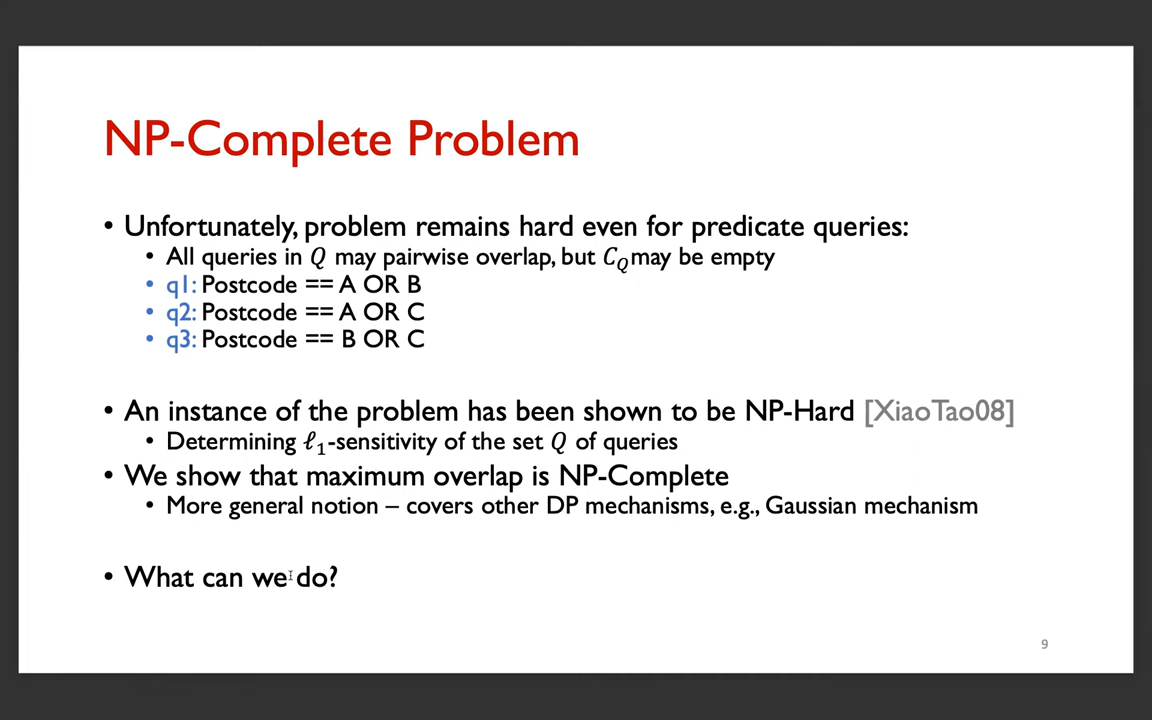 NP-Complete Problem
• Unfortunately, problem remains hard even for predicate queries:
• All queries in Q may pairwise overlap, but C_Q may be empty
• q1: Postcode == A OR B
• q2: Postcode == A OR C
• q3: Postcode == B OR C
• An instance of the problem has been shown to be NP-Hard [XiaoTao08]
• Determining ℓ₁-sensitivity of the set Q of queries
• We show that maximum overlap is NP-Complete
• More general notion – covers other DP mechanisms, e.g., Gaussian mechanism
• What can we do?
9